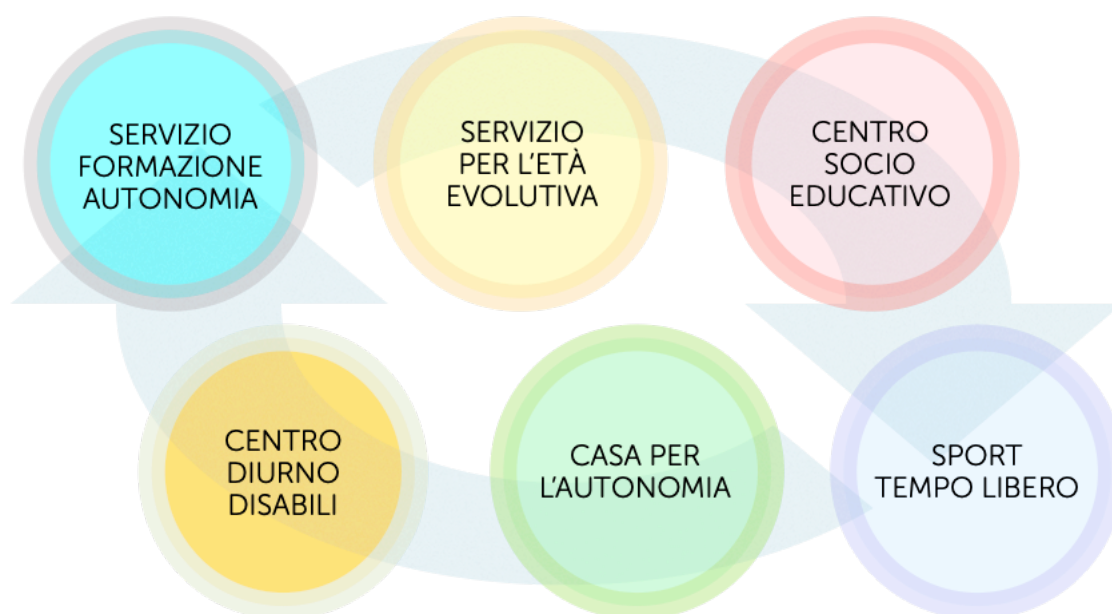 SERVIZIO
FORMAZIONE
AUTONOMIA
SERVIZIO
PER L'ETÀ
EVOLUTIVA
CENTRO
SOCIO
EDUCATIVO
CENTRO
DIURNO
DISABILI
CASA PER
L'AUTONOMIA
SPORT
TEMPO LIBERO